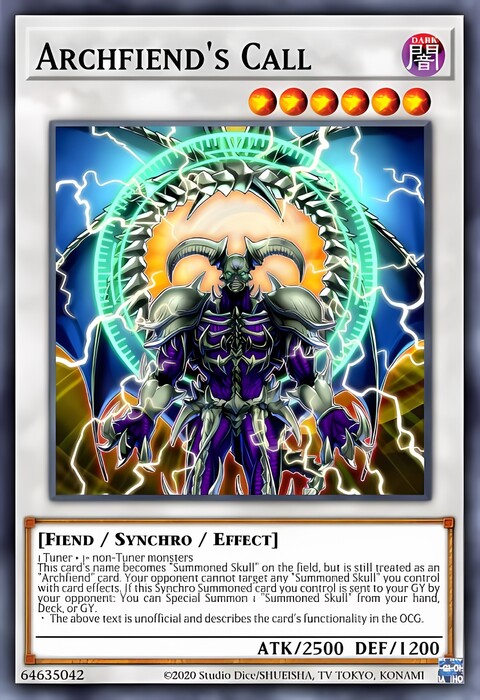 ARCHFIEND'S CALL
DARK
闇
[FIEND / SYNCHRO / EFFECT]
1 Tuner + 1+ non-Tuner monsters
This card's name becomes "Summoned Skull" on the field, but is still treated as an
"Archfiend" card. Your opponent cannot target any "Summoned Skull" you control
with card effects. If this Synchro Summoned card you control is sent to your GY by
your opponent: You can Special Summon 1 "Summoned Skull" from your hand,
Deck, or GY.
・ The above text is unofficial and describes the card's functionality in the OCG.
ATK/2500 DEF/1200
64635042
©2020 Studio Dice/SHUEISHA, TV TOKYO, KONAMI